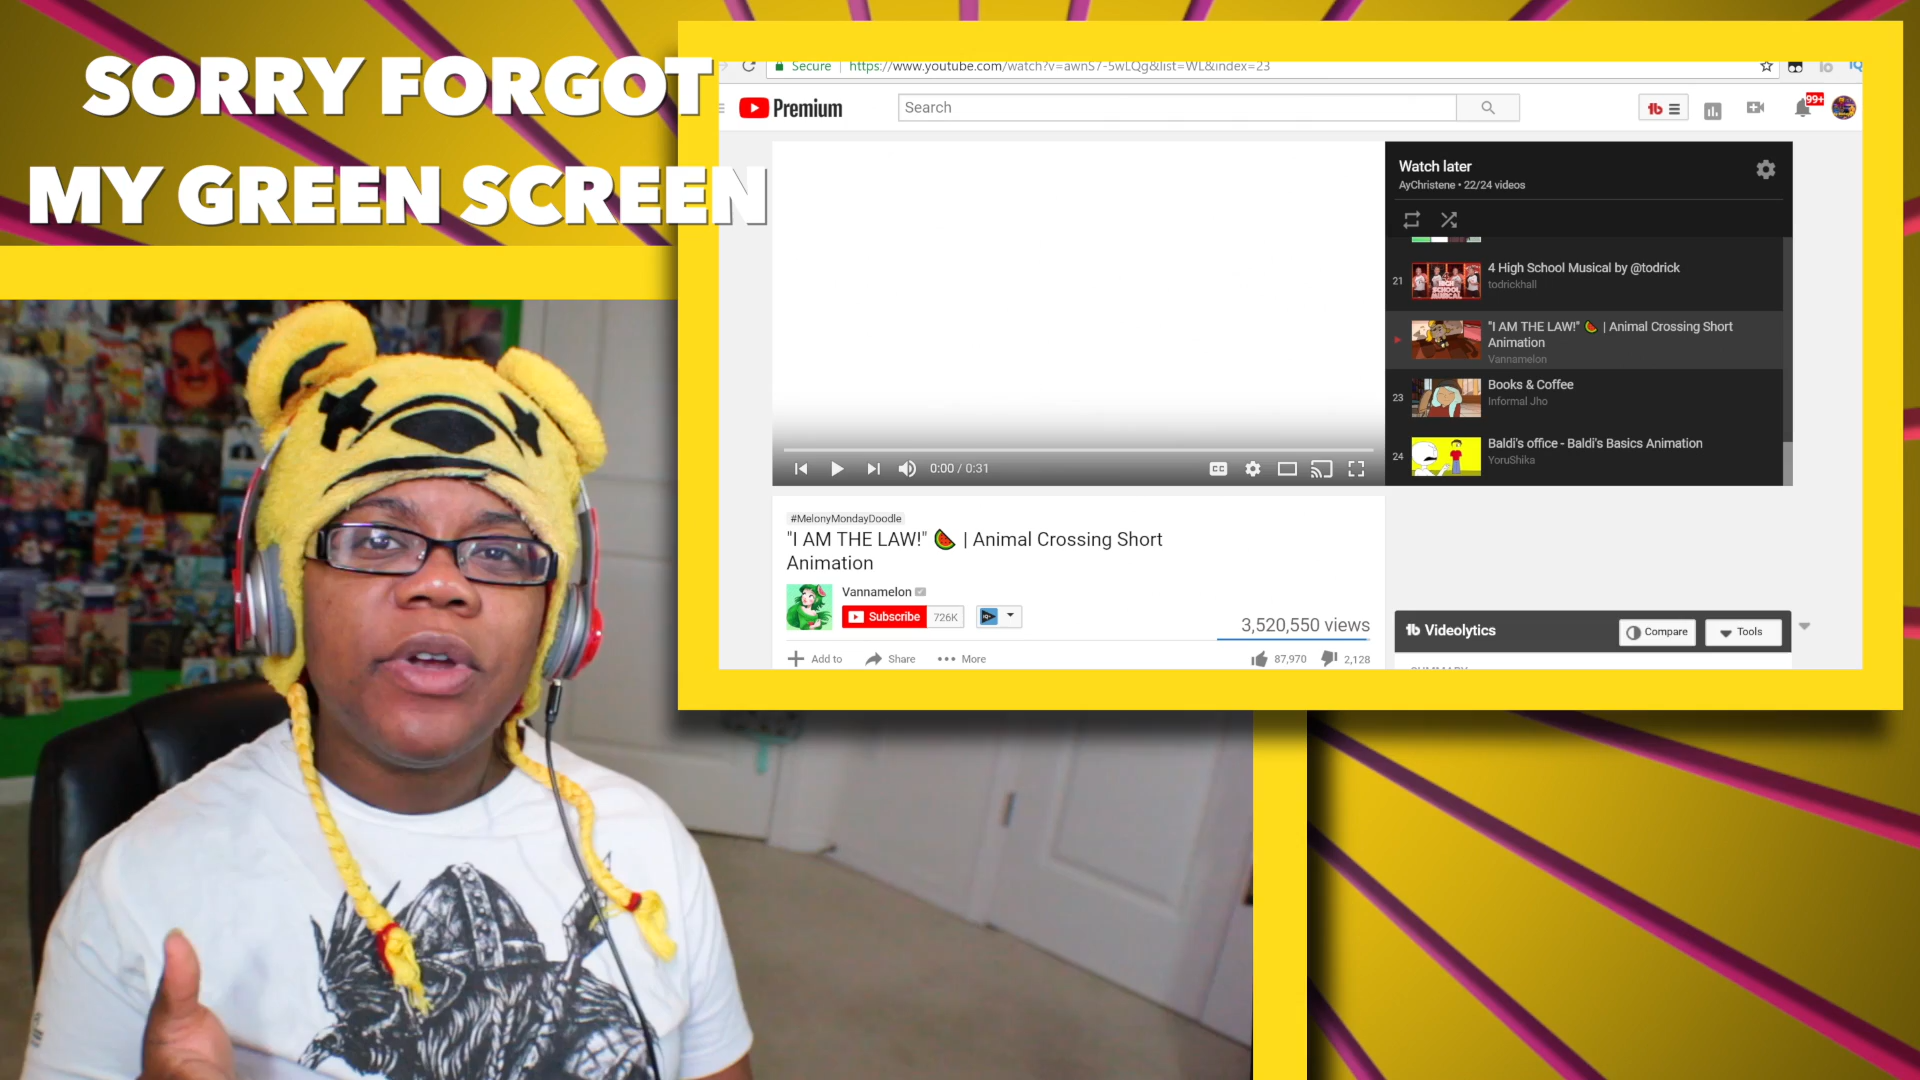 SORRY FORGOT
MY GREEN SCREEN
Secure | https://www.youtube.com/watch?v=awnS7-5wLQg&list=WL&index=23
Premium
Search
99+
Watch later
AyChristene • 22/24 videos
21
4 High School Musical by @todrick
todrickhall
HIGH SCHOOL MUSICAL
"I AM THE LAW!" 🍉 | Animal Crossing Short
Animation
Vannamelon
23
Books & Coffee
Informal Jho
24
Baldi's office - Baldi's Basics Animation
YoruShika
0:00 / 0:31
CC
#MelonyMondayDoodle
"I AM THE LAW!" 🍉 | Animal Crossing Short
Animation
Vannamelon
Subscribe 726K
3,520,550 views
Add to Share More 87,970 2,128
Videolytics Compare Tools